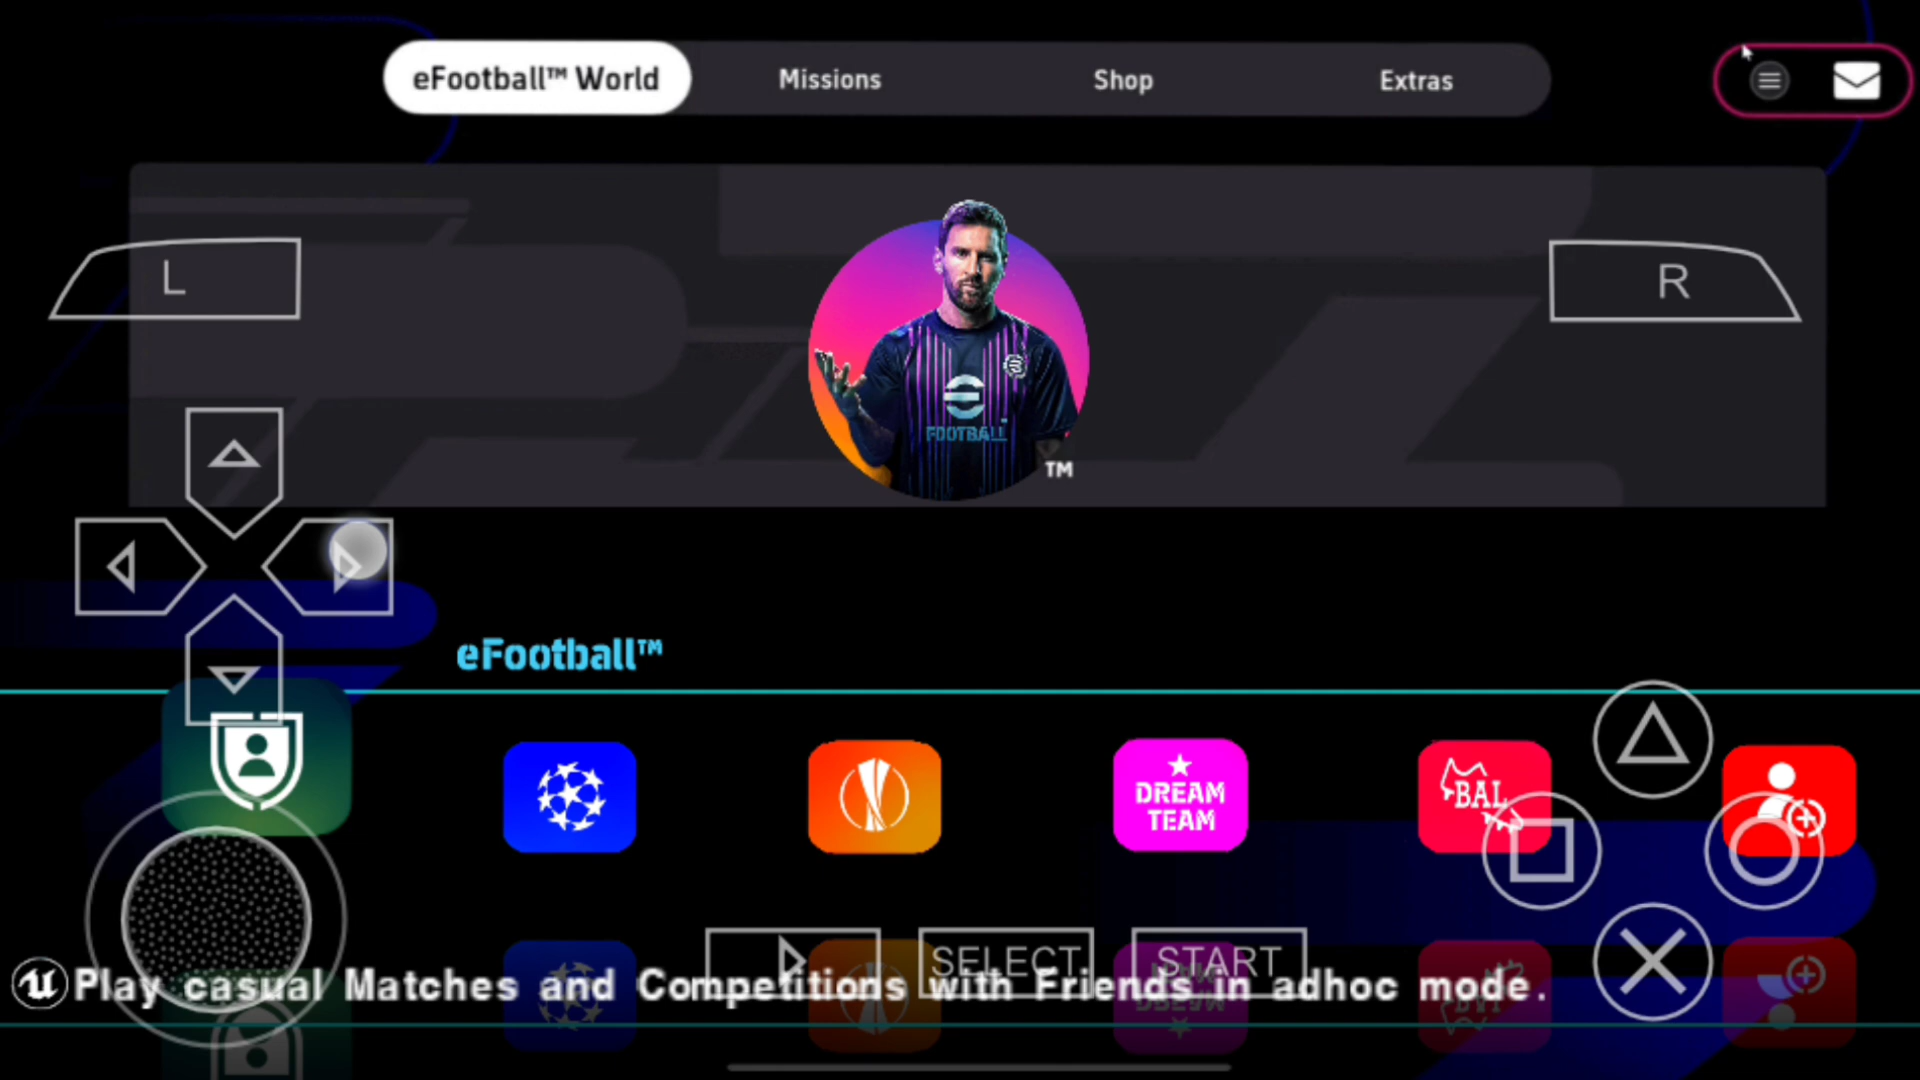 eFootball™ World Missions Shop Extras
L
R
FOOTBALL
TM
eFootball™
DREAM
TEAM
BAL
SELECT START
Play casual Matches and Competitions with Friends in adhoc mode.